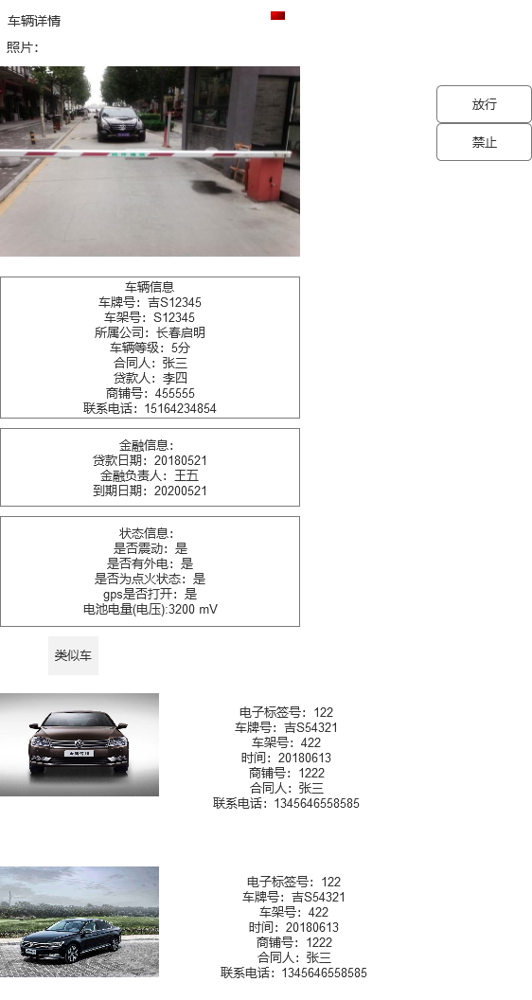 车辆详情
照片：
放行
禁止
车辆信息
车牌号：吉S12345
车架号：S12345
所属公司：长春启明
车辆等级：5分
合同人：张三
贷款人：李四
商铺号：455555
联系电话：15164234854
金融信息：
贷款日期：20180521
金融负责人：王五
到期日期：20200521
状态信息：
是否震动：是
是否有外电：是
是否为点火状态：是
gps是否打开：是
电池电量(电压):3200 mV
类似车
电子标签号：122
车牌号：吉S54321
车架号：422
时间：20180613
商铺号：1222
合同人：张三
联系电话：1345646558585
电子标签号：122
车牌号：吉S54321
车架号：422
时间：20180613
商铺号：1222
合同人：张三
联系电话：1345646558585